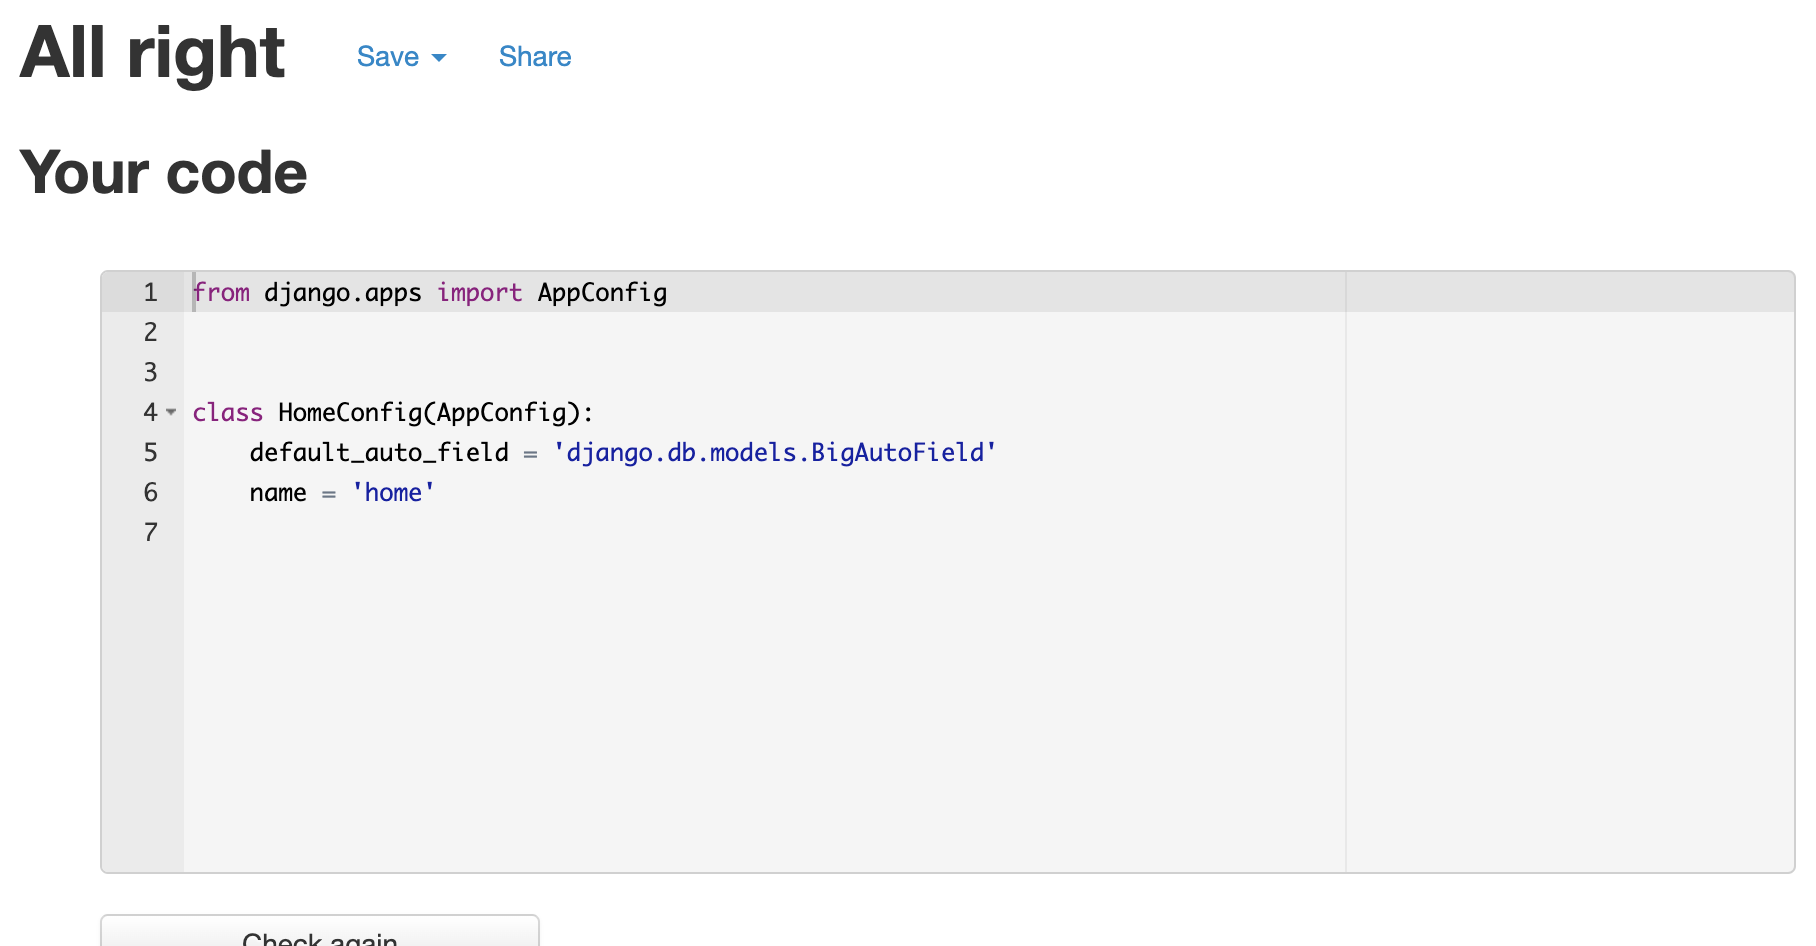 All right Save Share
Your code
1 from django.apps import AppConfig
2
3
4 class HomeConfig(AppConfig):
5     default_auto_field = 'django.db.models.BigAutoField'
6     name = 'home'
7
Check again